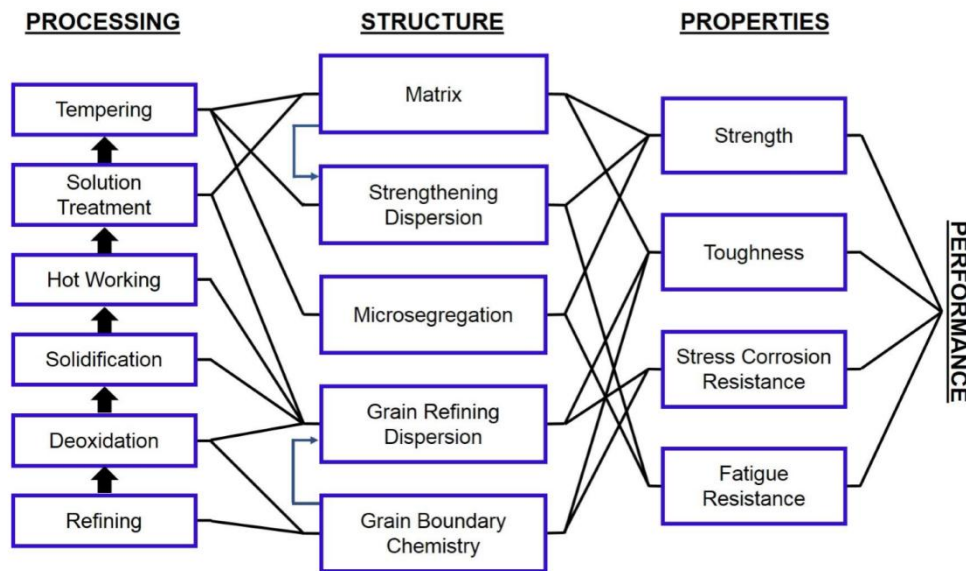 PROCESSING
STRUCTURE
PROPERTIES
Tempering
Solution
Treatment
Hot Working
Solidification
Deoxidation
Refining
Matrix
Strengthening
Dispersion
Microsegregation
Grain Refining
Dispersion
Grain Boundary
Chemistry
Strength
Toughness
Stress Corrosion
Resistance
Fatigue
Resistance
PERFORMANCE